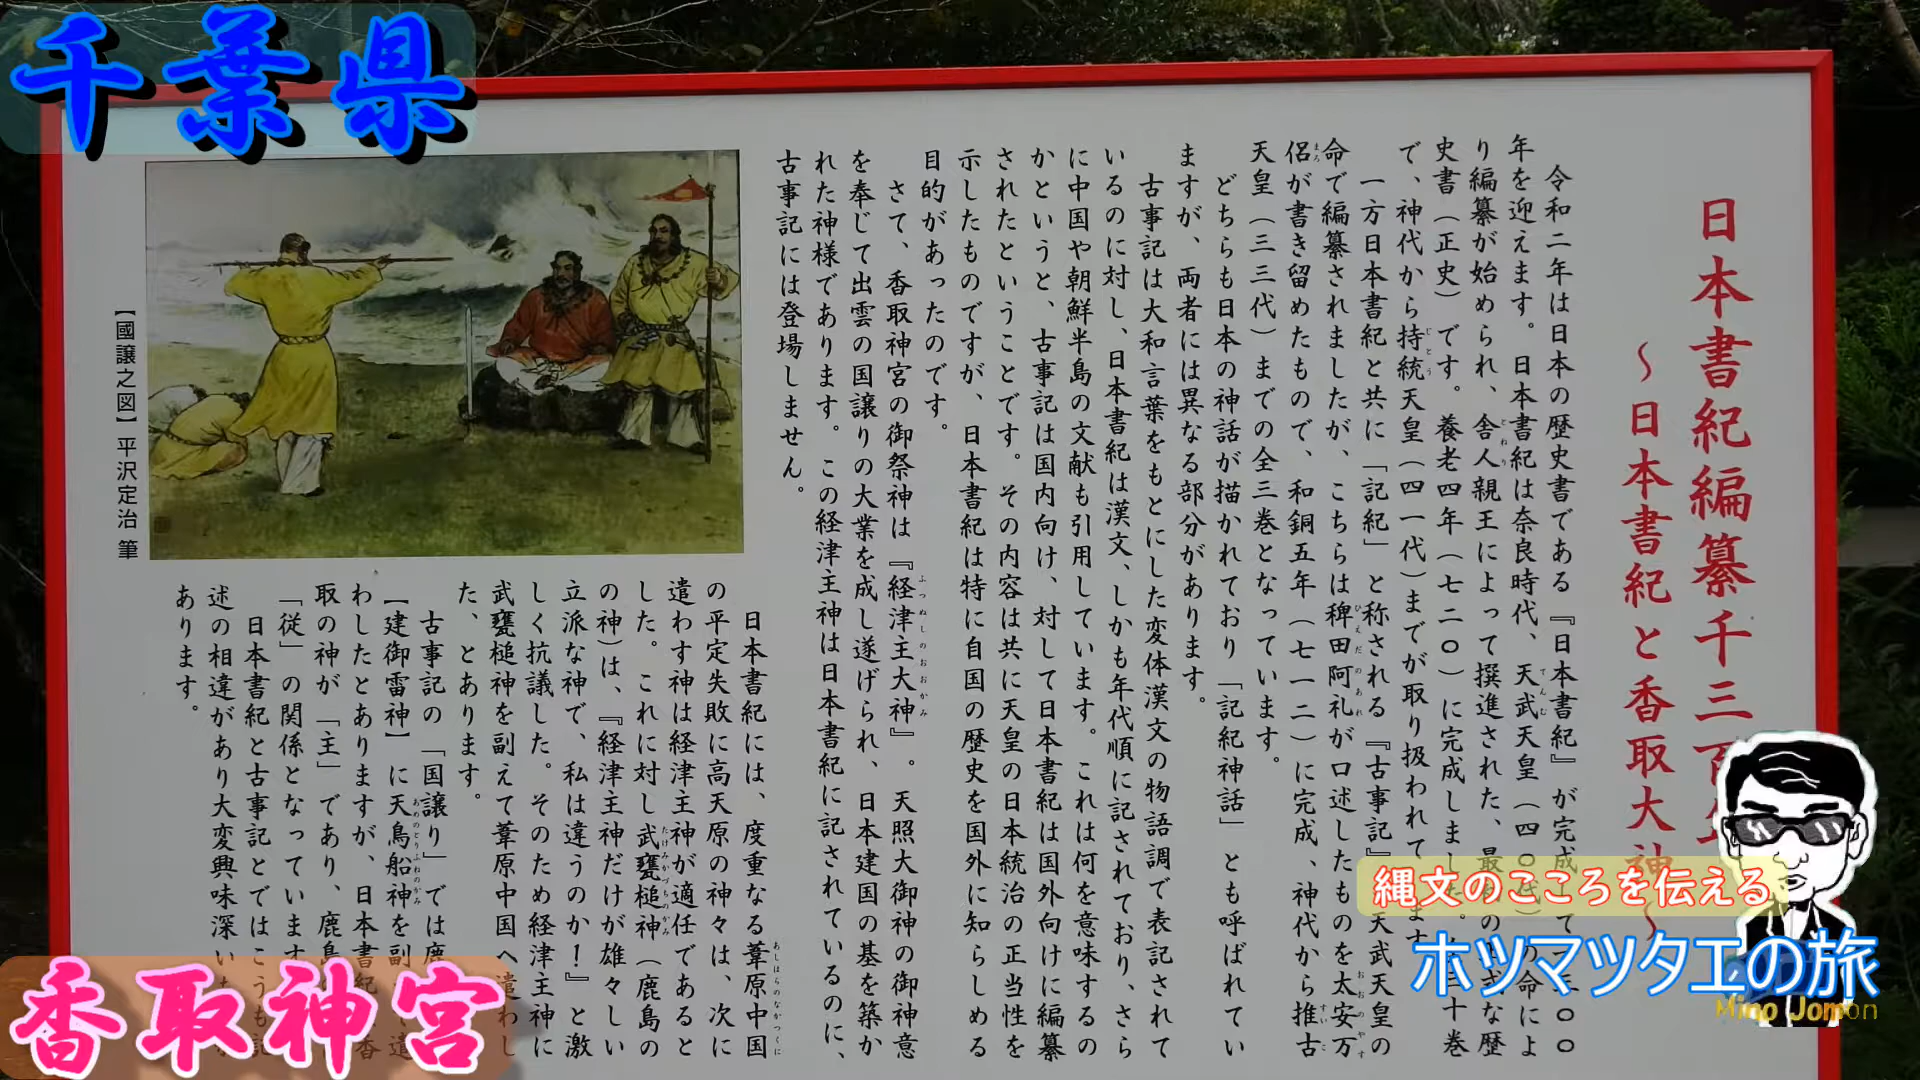 千葉県
日本書紀編纂千三百年
〜日本書紀と香取大神〜
令和二年は日本の歴史書である『日本書紀』が完成して一三〇〇
年を迎えます。日本書紀は奈良時代、天武天皇（四〇代）の命によ
り編纂が始められ、舎人親王によって撰進された、最初の正式な歴
史書（正史）です。養老四年（七二〇）に完成しました。三十巻
で、神代から持統天皇（四一代）までが取り扱われています。
一方日本書紀と共に「記紀」と称される『古事記』天武天皇の
命で編纂されましたが、こちらは稗田阿礼が口述したものを太安万
侶が書き留めたもので、和銅五年（七一二）に完成、神代から推古
天皇（三三代）までの全三巻となっています。
どちらも日本の神話が描かれており「記紀神話」とも呼ばれてい
ますが、両者には異なる部分があります。
古事記は大和言葉をもとにした変体漢文の物語調で表記されて
いるのに対し、日本書紀は漢文、しかも年代順に記されており、さら
に中国や朝鮮半島の文献も引用しています。これは何を意味するの
かというと、古事記は国内向け、対して日本書紀は国外向けに編纂
されたということです。その内容は共に天皇の日本統治の正当性を
示したものですが、日本書紀は特に自国の歴史を国外に知らしめる
目的があったのです。
さて、香取神宮の御祭神は『経津主大神』。天照大御神の御神意
を奉じて出雲の国譲りの大業を成し遂げられ、日本建国の基を築か
れた神様であります。この経津主神は日本書紀に記されているのに、
古事記には登場しません。
【國譲之図】平沢定治 筆
日本書紀には、度重なる葦原中国
の平定失敗に高天原の神々は、次に
遣わす神は経津主神が適任であると
した。これに対し武甕槌神（鹿島の
の神）は、『経津主神だけが雄々しい
立派な神で、私は違うのか！』と激
しく抗議した。そのため経津主神に
武甕槌神を副えて葦原中国へ遣わし
た、とあります。
古事記の「国譲り」では鹿
【建御雷神】に天鳥船神を副 遣
わしたとありますが、日本書紀 香
取の神が「主」であり、鹿島
「従」の関係となっています
日本書紀と古事記とではこうも記
述の相違があり大変興味深い
あります。
縄文のこころを伝える
ホツマツタエの旅
Mino Jomon
香取神宮